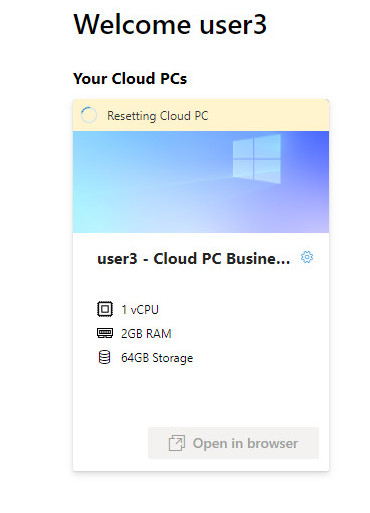 Welcome user3
Your Cloud PCs
Resetting Cloud PC
user3 - Cloud PC Busine...
1 vCPU
2GB RAM
64GB Storage
Open in browser